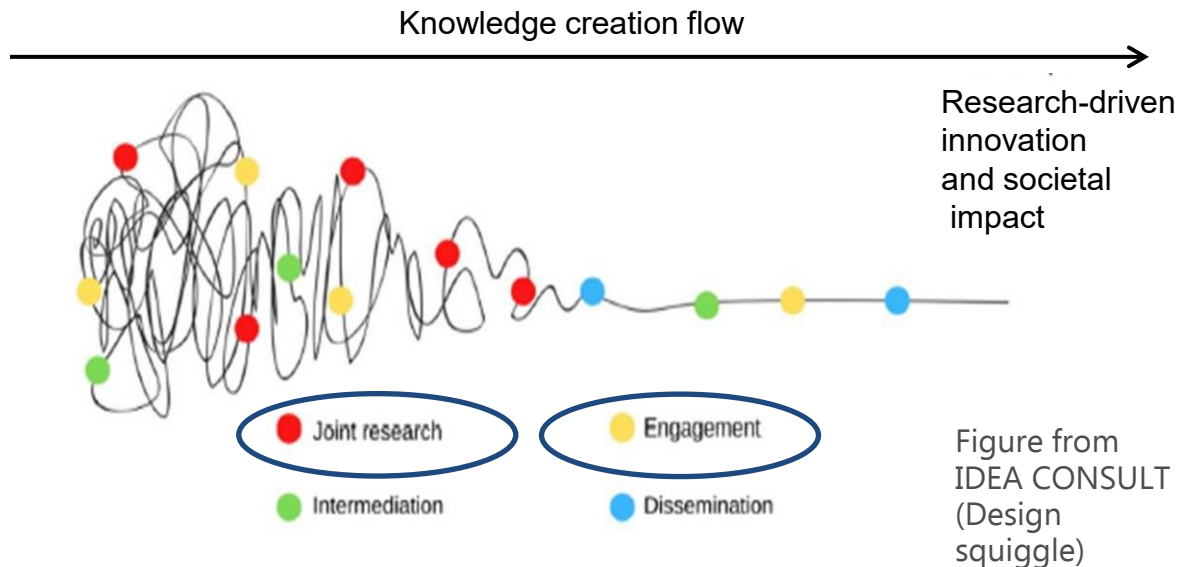 Knowledge creation flow
Research-driven
innovation
and societal
impact
Joint research
Engagement
Intermediation
Dissemination
Figure from
IDEA CONSULT
(Design
squiggle)